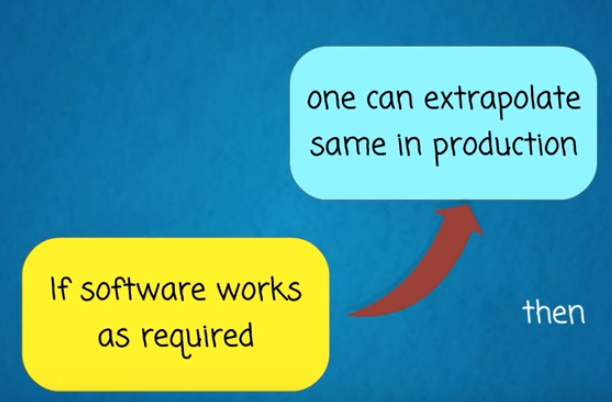 If software works
as required
then
one can extrapolate
same in production